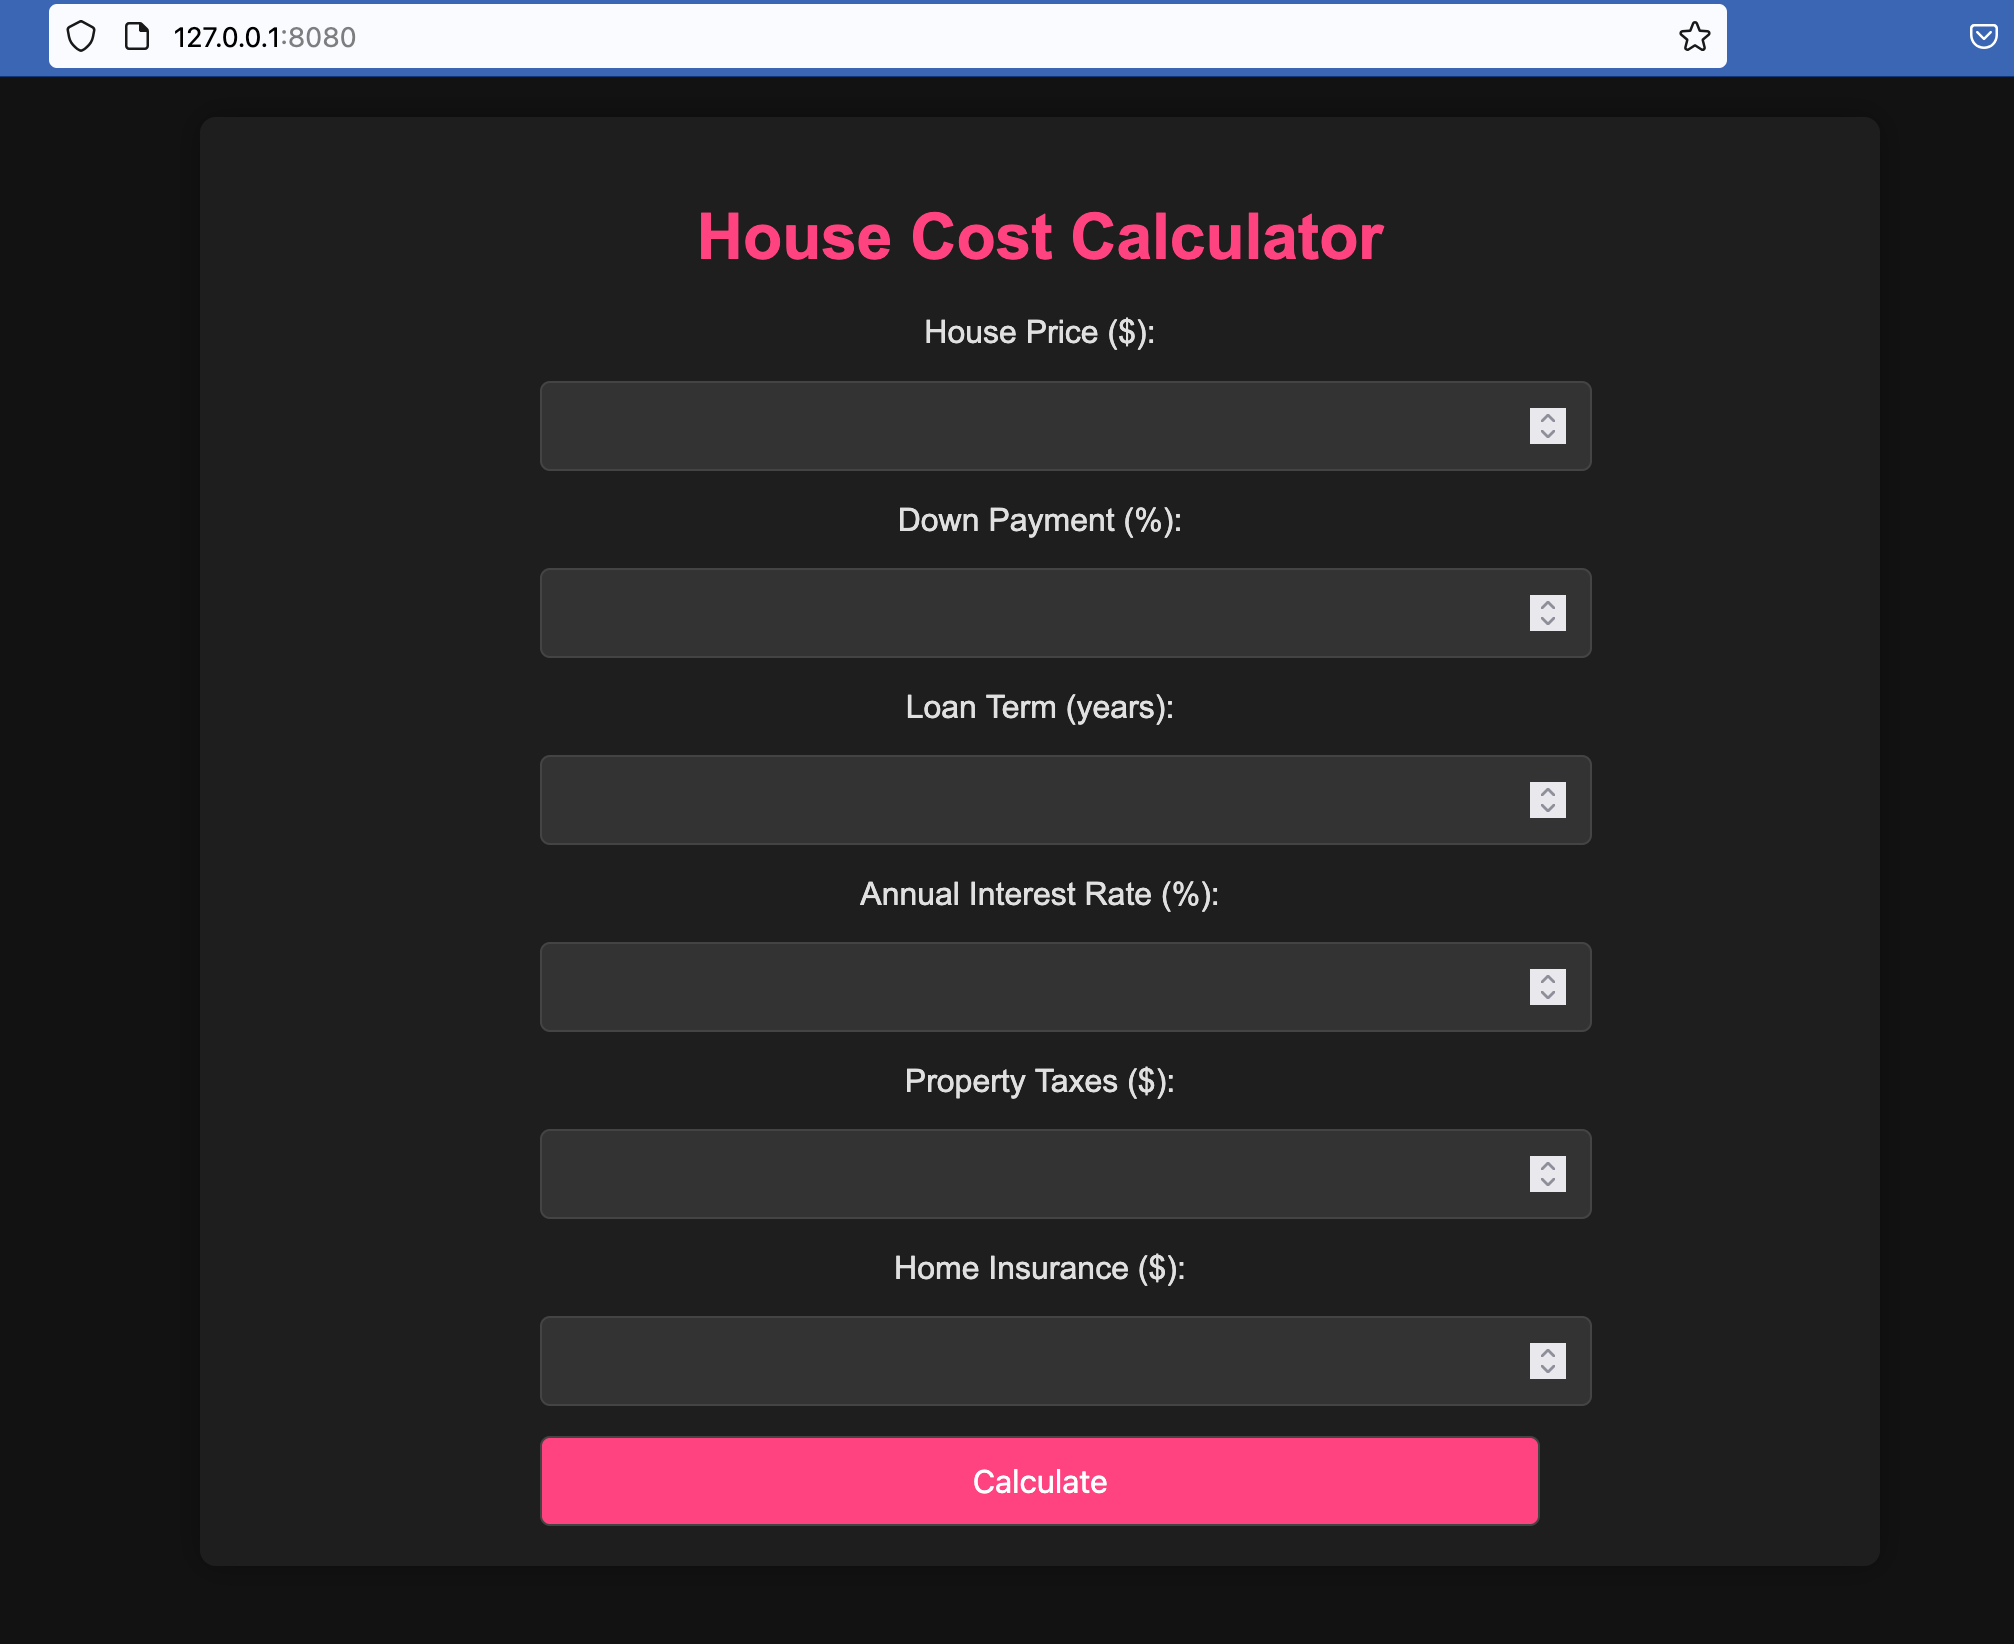 127.0.0.1:8080
House Cost Calculator
House Price ($):
Down Payment (%):
Loan Term (years):
Annual Interest Rate (%):
Property Taxes ($):
Home Insurance ($):
Calculate